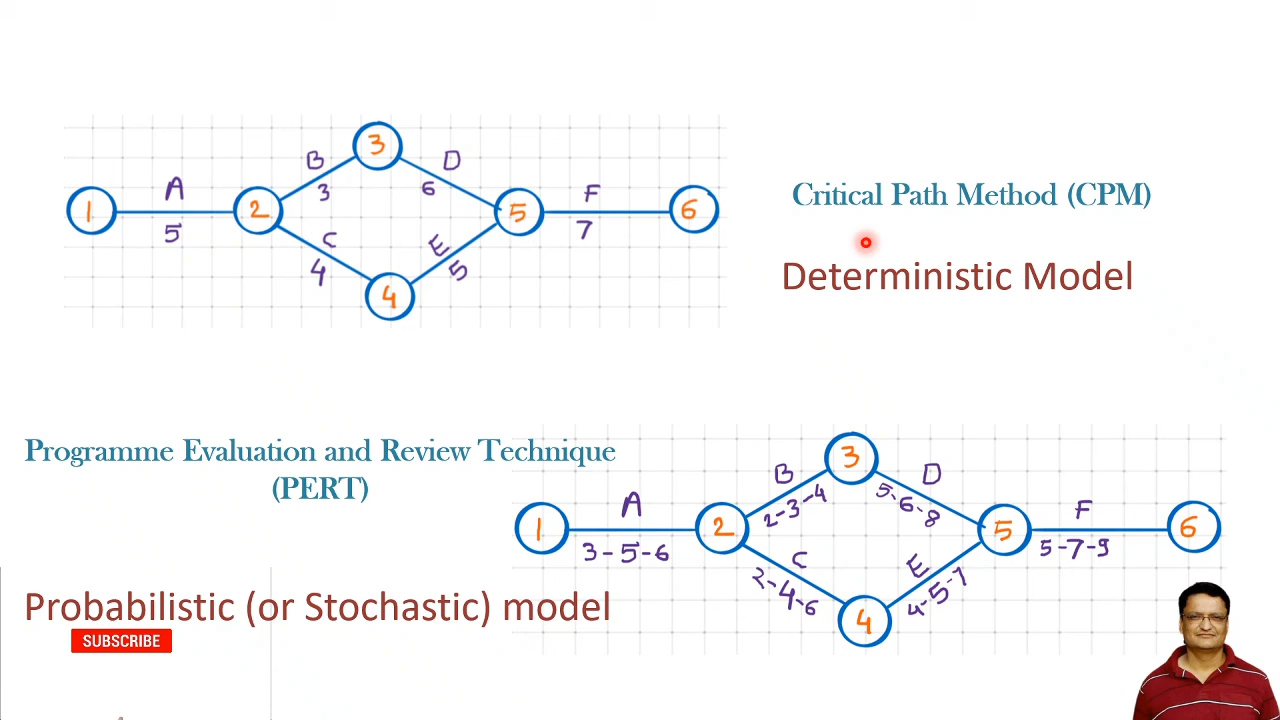 3
B
D
3
6
A
F
1
2
5
6
5
7
C
E
4
5
4
Critical Path Method (CPM)
Deterministic Model
Programme Evaluation and Review Technique
(PERT)
Probabilistic (or Stochastic) model
SUBSCRIBE
3
B
D
2-3-4
5-6-8
A
F
1
2
5
6
3-5-6
5-7-9
C
E
2-4-6
4-5-7
4